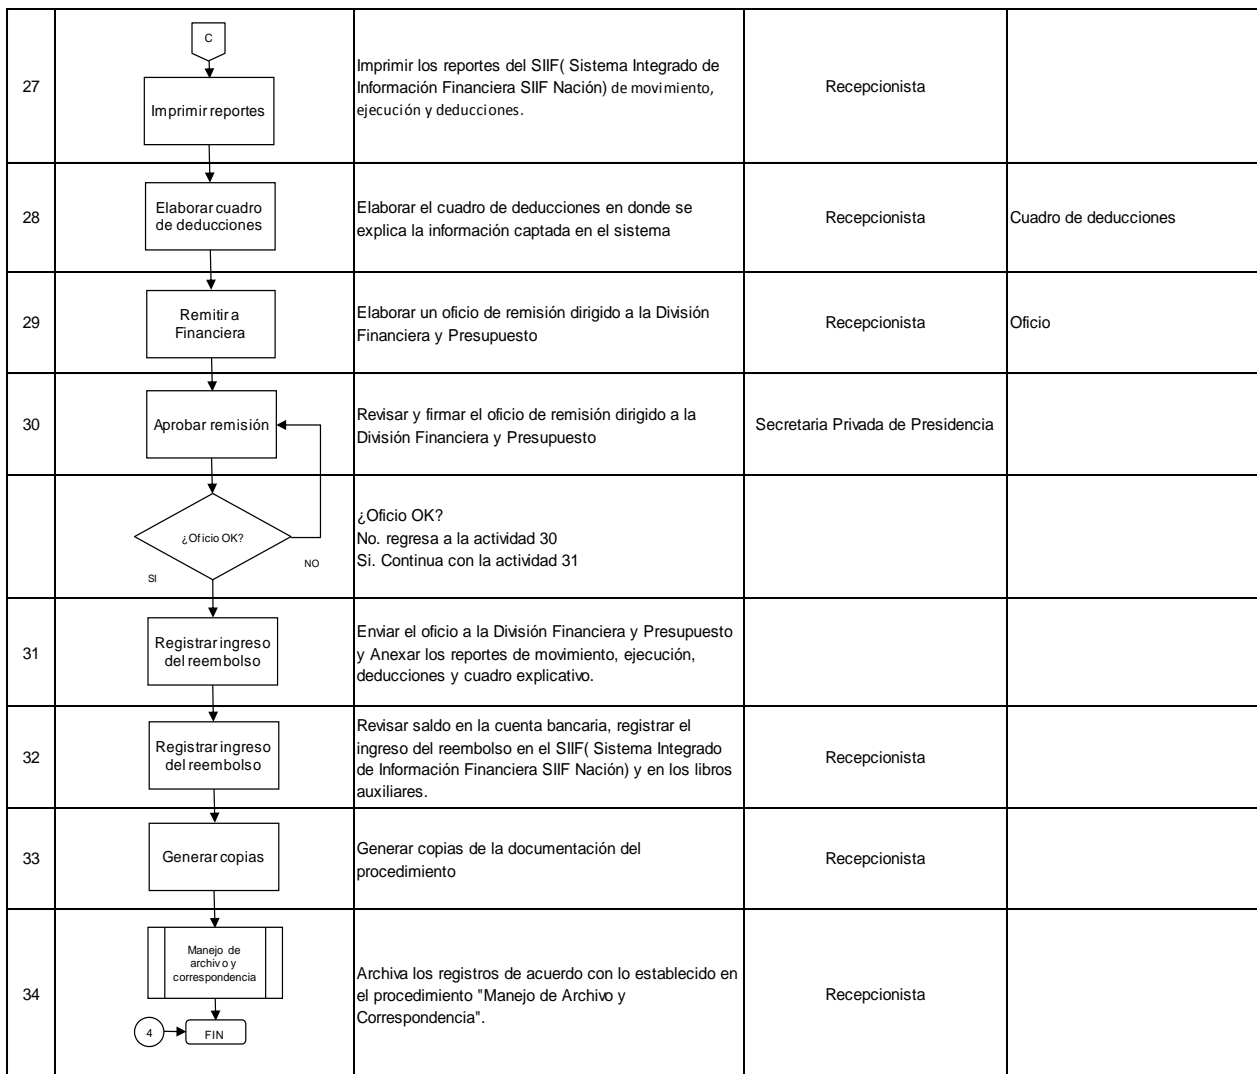 C
27
Imprimir reportes
Imprimir los reportes del SIIF( Sistema Integrado de
Información Financiera SIIF Nación) de movimiento,
ejecución y deducciones.
Recepcionista
28
Elaborar cuadro
de deducciones
Elaborar el cuadro de deducciones en donde se
explica la información captada en el sistema
Recepcionista
Cuadro de deducciones
29
Remitir a
Financiera
Elaborar un oficio de remisión dirigido a la División
Financiera y Presupuesto
Recepcionista
Oficio
30
Aprobar remisión
Revisar y firmar el oficio de remisión dirigido a la
División Financiera y Presupuesto
Secretaria Privada de Presidencia
¿Oficio OK?
SI
NO
¿Oficio OK?
No. regresa a la actividad 30
Si. Continua con la actividad 31
31
Registrar ingreso
del reembolso
Enviar el oficio a la División Financiera y Presupuesto
y Anexar los reportes de movimiento, ejecución,
deducciones y cuadro explicativo.
32
Registrar ingreso
del reembolso
Revisar saldo en la cuenta bancaria, registrar el
ingreso del reembolso en el SIIF( Sistema Integrado
de Información Financiera SIIF Nación) y en los libros
auxiliares.
Recepcionista
33
Generar copias
Generar copias de la documentación del
procedimiento
Recepcionista
34
Manejo de
archivo y
correspondencia
4
FIN
Archiva los registros de acuerdo con lo establecido en
el procedimiento "Manejo de Archivo y
Correspondencia".
Recepcionista